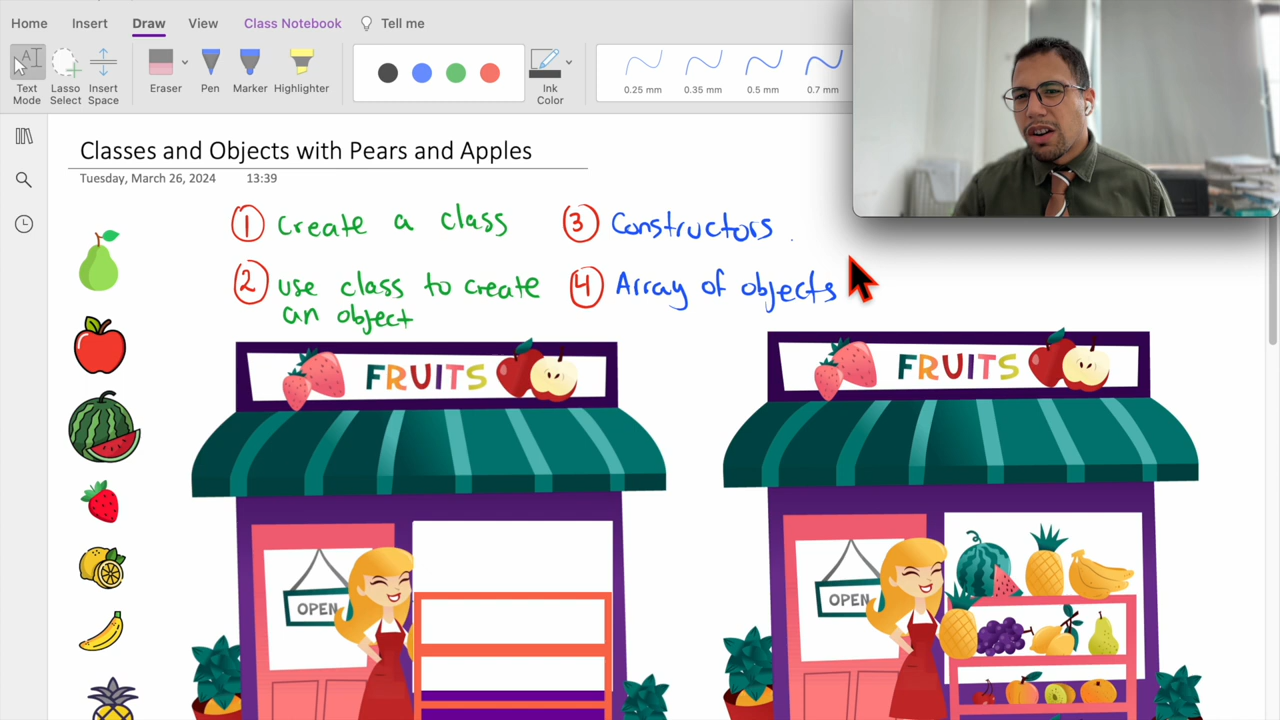 Home Insert Draw View Class Notebook Tell me
A I
Text Mode
Lasso Select
Insert Space
Eraser
Pen
Marker
Highlighter
Ink Color
0.25 mm 0.35 mm 0.5 mm 0.7 mm
Classes and Objects with Pears and Apples
Tuesday, March 26, 2024 13:39
1 Create a class
2 use class to create
an object
3 Constructors
4 Array of objects
FRUITS
FRUITS
OPEN
OPEN